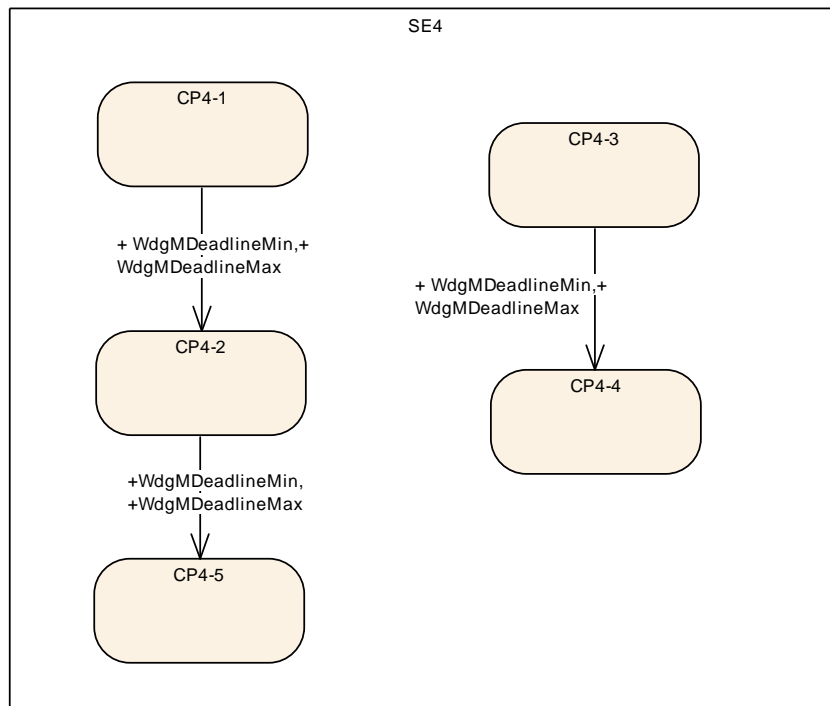 SE4
CP4-1
+ WdgMDeadlineMin,+
WdgMDeadlineMax
CP4-2
+WdgMDeadlineMin,
+WdgMDeadlineMax
CP4-5
CP4-3
+ WdgMDeadlineMin,+
WdgMDeadlineMax
CP4-4